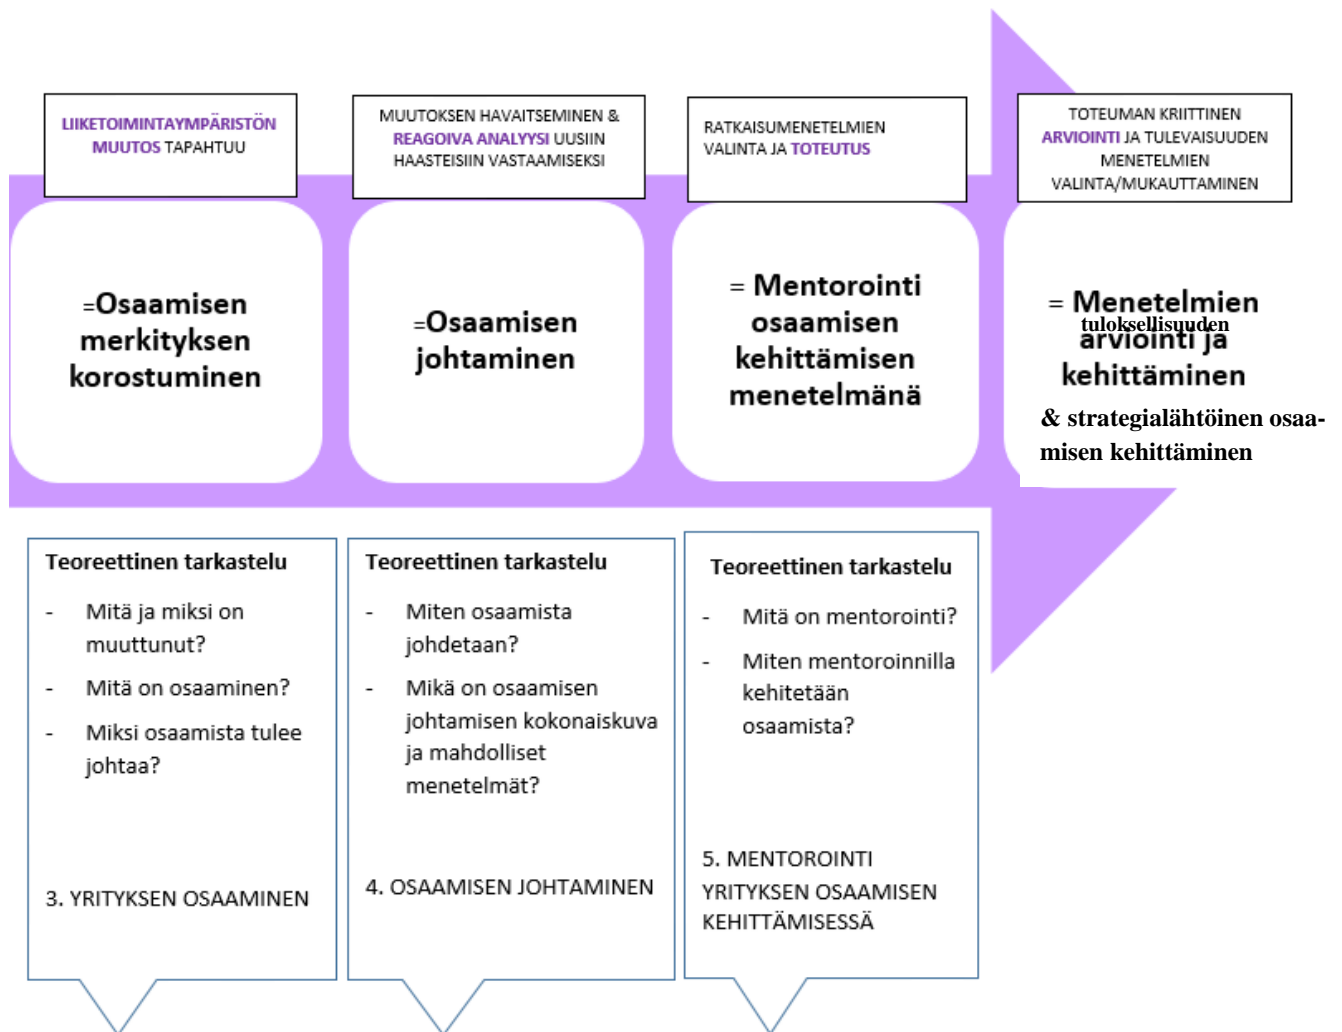 LIIKETOIMINTAYMPÄRISTÖN
MUUTOS TAPAHTUU
MUUTOKSEN HAVAITSEMINEN &
REAGOIVA ANALYYSI UUSIIN
HAASTEISIIN VASTAAMISEKSI
RATKAISUMENETELMIEN
VALINTA JA TOTEUTUS
TOTEUMAN KRIITTINEN
ARVIOINTI JA TULEVAISUUDEN
MENETELMIEN
VALINTA/MUKAUTTAMINEN
=Osaamisen
merkityksen
korostuminen
=Osaamisen
johtaminen
= Mentorointi
osaamisen
kehittämisen
menetelmänä
= Menetelmien
tuloksellisuuden
arviointi ja
kehittäminen
& strategialähtöinen osaa-
misen kehittäminen
Teoreettinen tarkastelu
- Mitä ja miksi on
muuttunut?
- Mitä on osaaminen?
- Miksi osaamista tulee
johtaa?
3. YRITYKSEN OSAAMINEN
Teoreettinen tarkastelu
- Miten osaamista
johdetaan?
- Mikä on osaamisen
johtamisen kokonaiskuva
ja mahdolliset
menetelmät?
4. OSAAMISEN JOHTAMINEN
Teoreettinen tarkastelu
- Mitä on mentorointi?
- Miten mentoroinnilla
kehitetään
osaamista?
5. MENTOROINTI
YRITYKSEN OSAAMISEN
KEHITTÄMISESSÄ